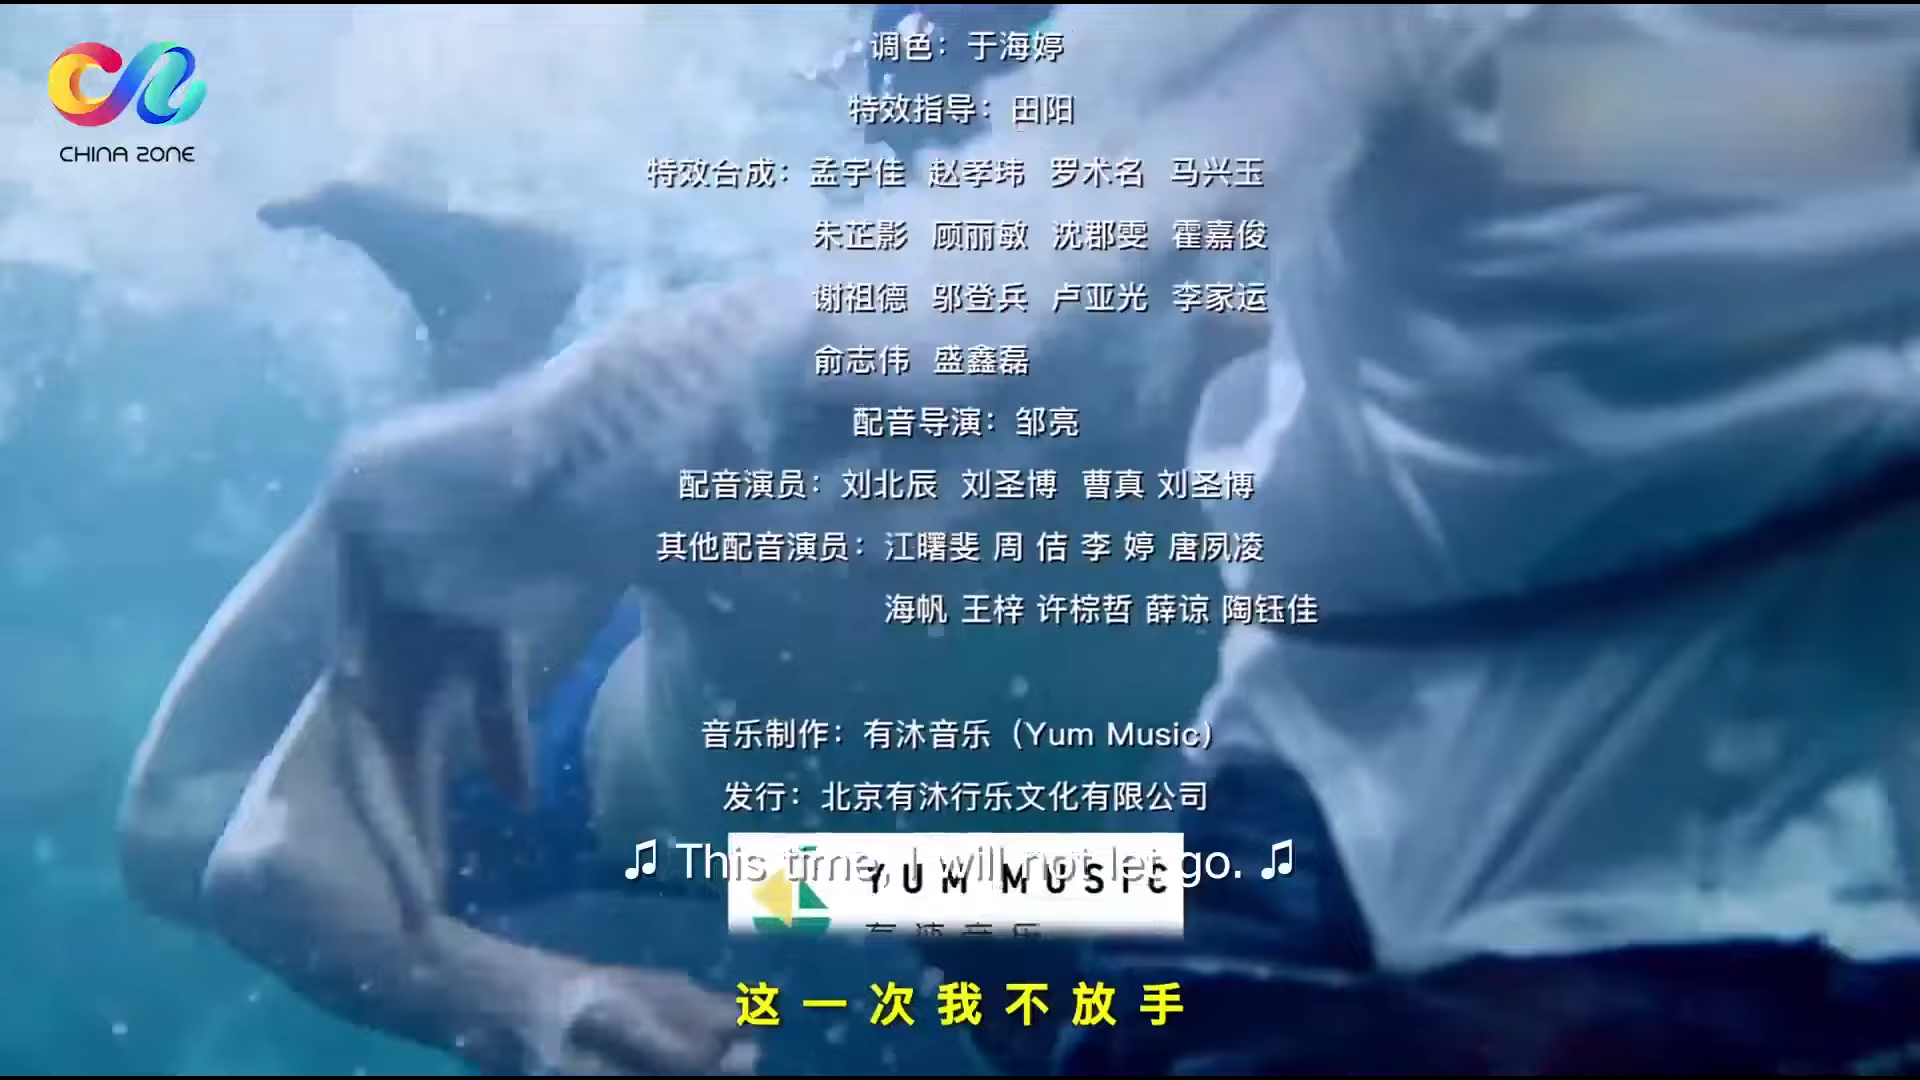 CHINA ZONE
调色：于海婷
特效指导：田阳
特效合成：孟宇佳 赵孝玮 罗术名 马兴玉
朱芷影 顾丽敏 沈郡雯 霍嘉俊
谢祖德 邬登兵 卢亚光 李家运
俞志伟 盛鑫磊
配音导演：邹亮
配音演员：刘北辰 刘圣博 曹真 刘圣博
其他配音演员：江曙斐 周 佶 李 婷 唐夙凌
海帆 王梓 许棕哲 薛谅 陶钰佳
音乐制作：有沐音乐（Yum Music）
发行：北京有沐行乐文化有限公司
♫ This time, I will not let go. ♫
YUM MUSIC
有沐音乐
这一次我不放手